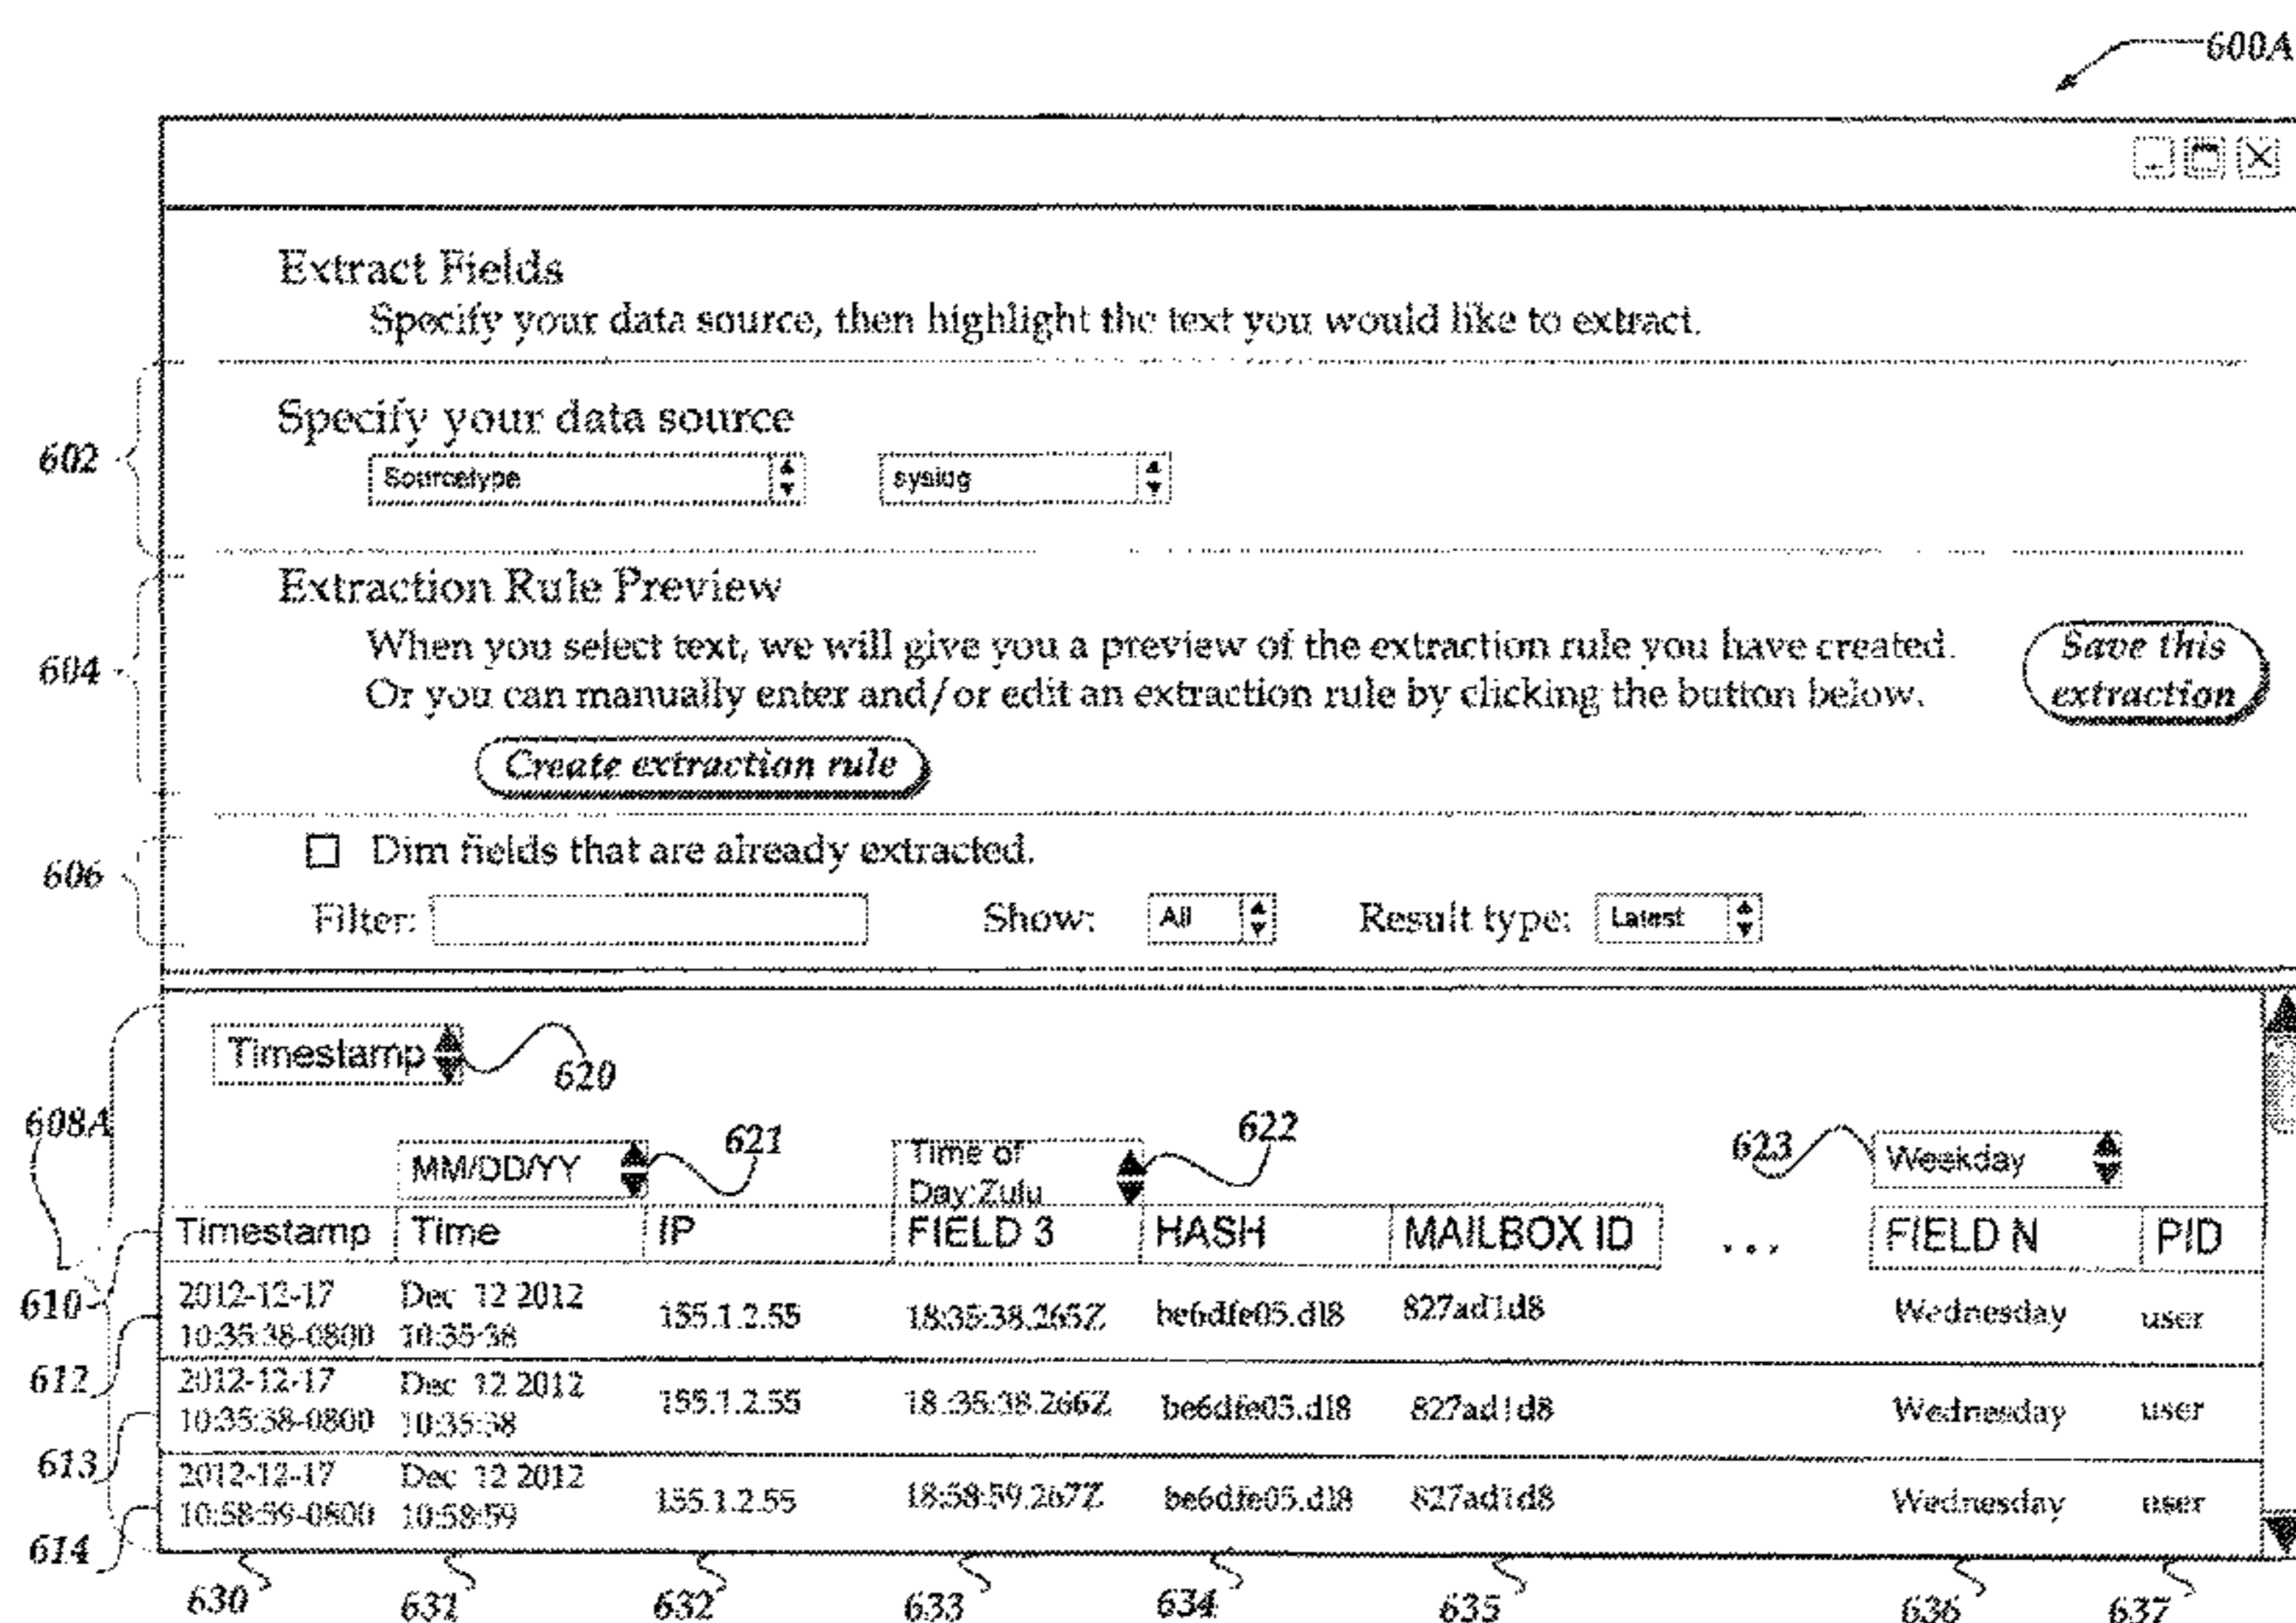 600A
Extract Fields
Specify your data source, then highlight the text you would like to extract.
602
Specify your data source
Sourcetype syslog
604
Extraction Rule Preview
When you select text, we will give you a preview of the extraction rule you have created.
Or you can manually enter and/or edit an extraction rule by clicking the button below.
Save this
extraction
Create extraction rule
606
Dim fields that are already extracted.
Filter: Show: All Result type: Latest
Timestamp
620
608A
MM/DD/YY 621 Time of 622 623 Weekday
Day:Zulu
Timestamp Time IP FIELD 3 HASH MAILBOX ID ... FIELD N PID
610
2012-12-17 Dec 12 2012
10:35:38-0800 10:35:38 155.1.2.55 18:35:38.265Z be6dfe05.d18 827ad1d8 Wednesday user
612
2012-12-17 Dec 12 2012
10:35:38-0800 10:35:38 155.1.2.55 18:35:38.266Z be6dfe05.d18 827ad1d8 Wednesday user
613
2012-12-17 Dec 12 2012
10:58:59-0800 10:58:59 155.1.2.55 18:58:59.267Z be6dfe05.d18 827ad1d8 Wednesday user
614
630 631 632 633 634 635 636 637